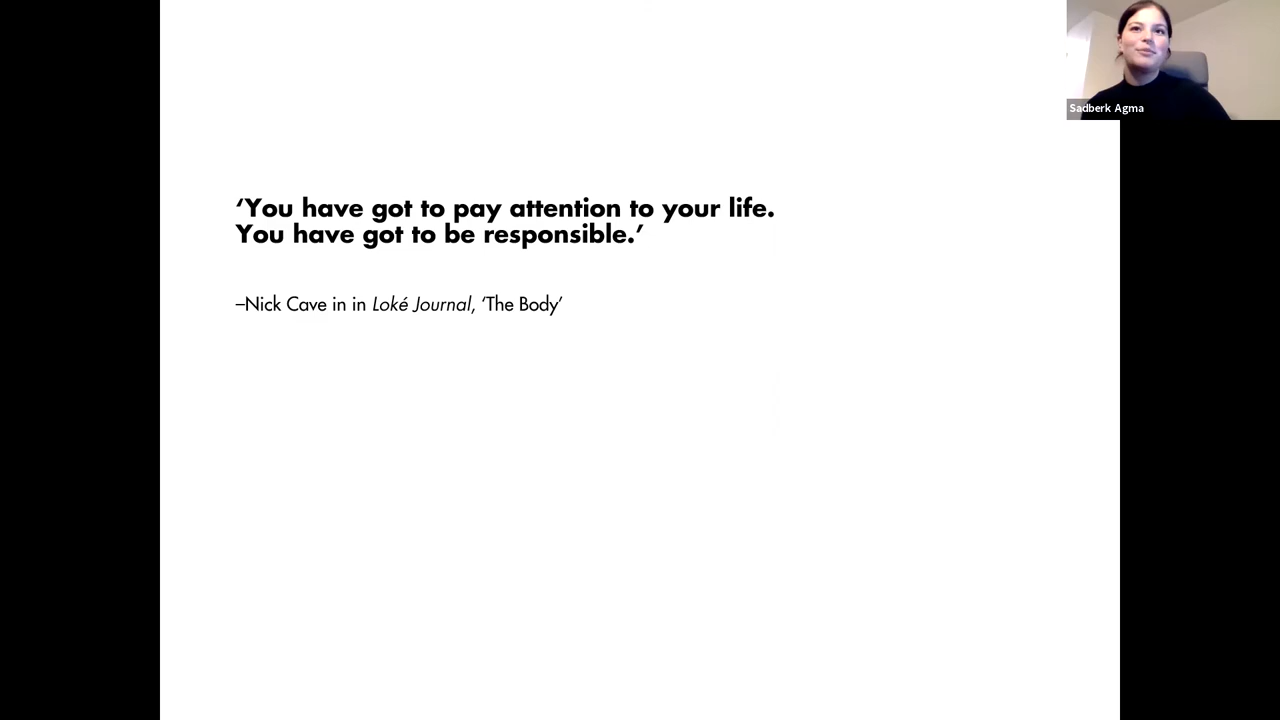 ‘You have got to pay attention to your life.
You have got to be responsible.’
–Nick Cave in in Loké Journal, ‘The Body’
Sadberk Agma